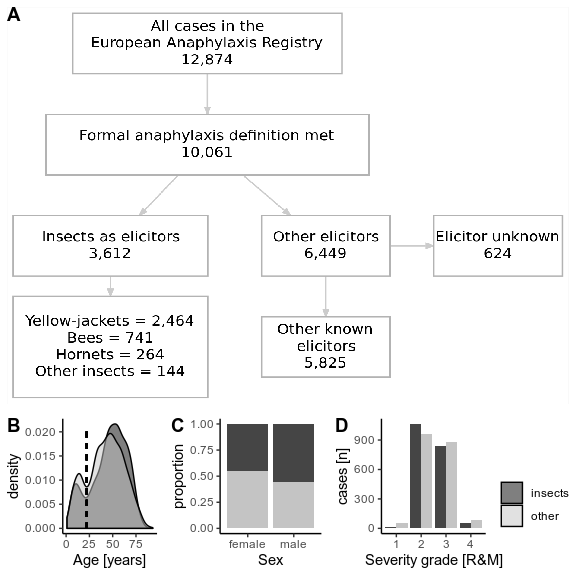 A
All cases in the
European Anaphylaxis Registry
12,874
Formal anaphylaxis definition met
10,061
Insects as elicitors
3,612
Other elicitors
6,449
Elicitor unknown
624
Yellow-jackets = 2,464
Bees = 741
Hornets = 264
Other insects = 144
Other known
elicitors
5,825
B
density
0.020
0.015
0.010
0.005
0.000
0 25 50 75
Age [years]
C
proportion
1.00
0.75
0.50
0.25
0.00
female male
Sex
D
cases [n]
900
600
300
0
1 2 3 4
Severity grade [R&M]
insects
other